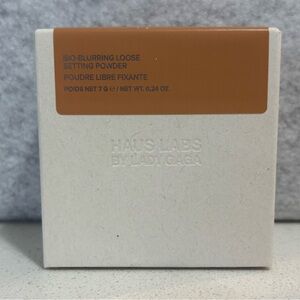 BIO-BLURRING LOOSE
SETTING POWDER
POUDRE LIBRE FIXANTE
POIDS NET 7 G ℮ / NET WT. 0.24 OZ.
HAUS LABS
BY LADY GAGA